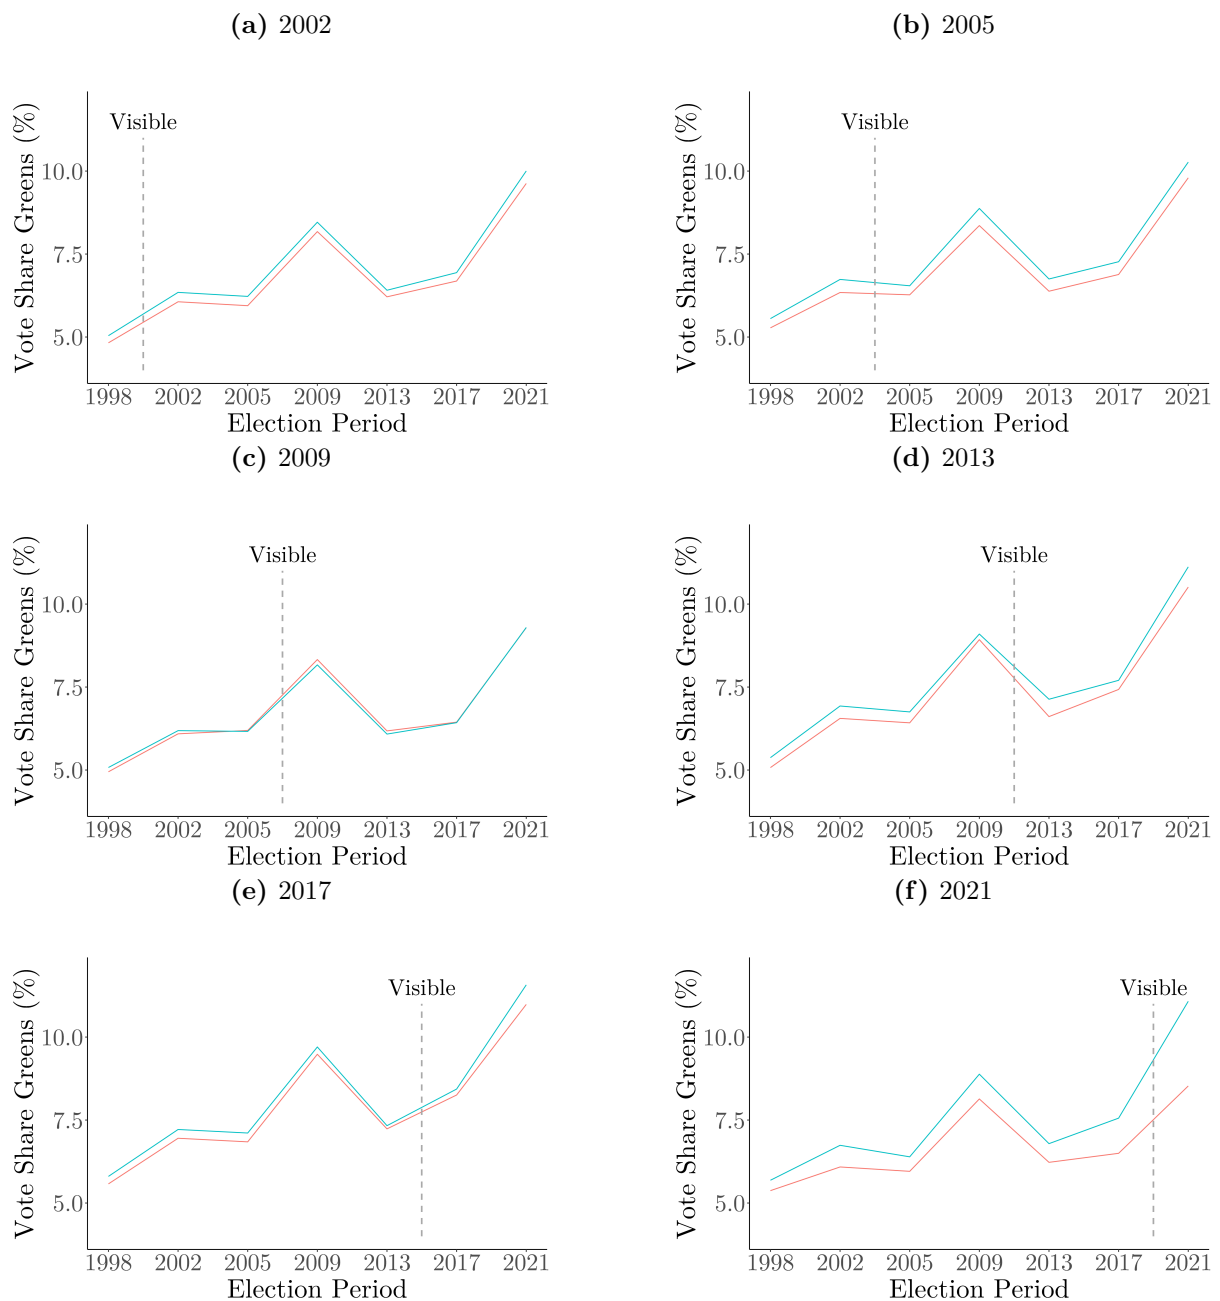 (a) 2002
Visible
Vote Share Greens (%)
10.0
7.5
5.0
1998 2002 2005 2009 2013 2017 2021
Election Period
(b) 2005
Visible
Vote Share Greens (%)
10.0
7.5
5.0
1998 2002 2005 2009 2013 2017 2021
Election Period
(c) 2009
Visible
Vote Share Greens (%)
10.0
7.5
5.0
1998 2002 2005 2009 2013 2017 2021
Election Period
(d) 2013
Visible
Vote Share Greens (%)
10.0
7.5
5.0
1998 2002 2005 2009 2013 2017 2021
Election Period
(e) 2017
Visible
Vote Share Greens (%)
10.0
7.5
5.0
1998 2002 2005 2009 2013 2017 2021
Election Period
(f) 2021
Visible
Vote Share Greens (%)
10.0
7.5
5.0
1998 2002 2005 2009 2013 2017 2021
Election Period